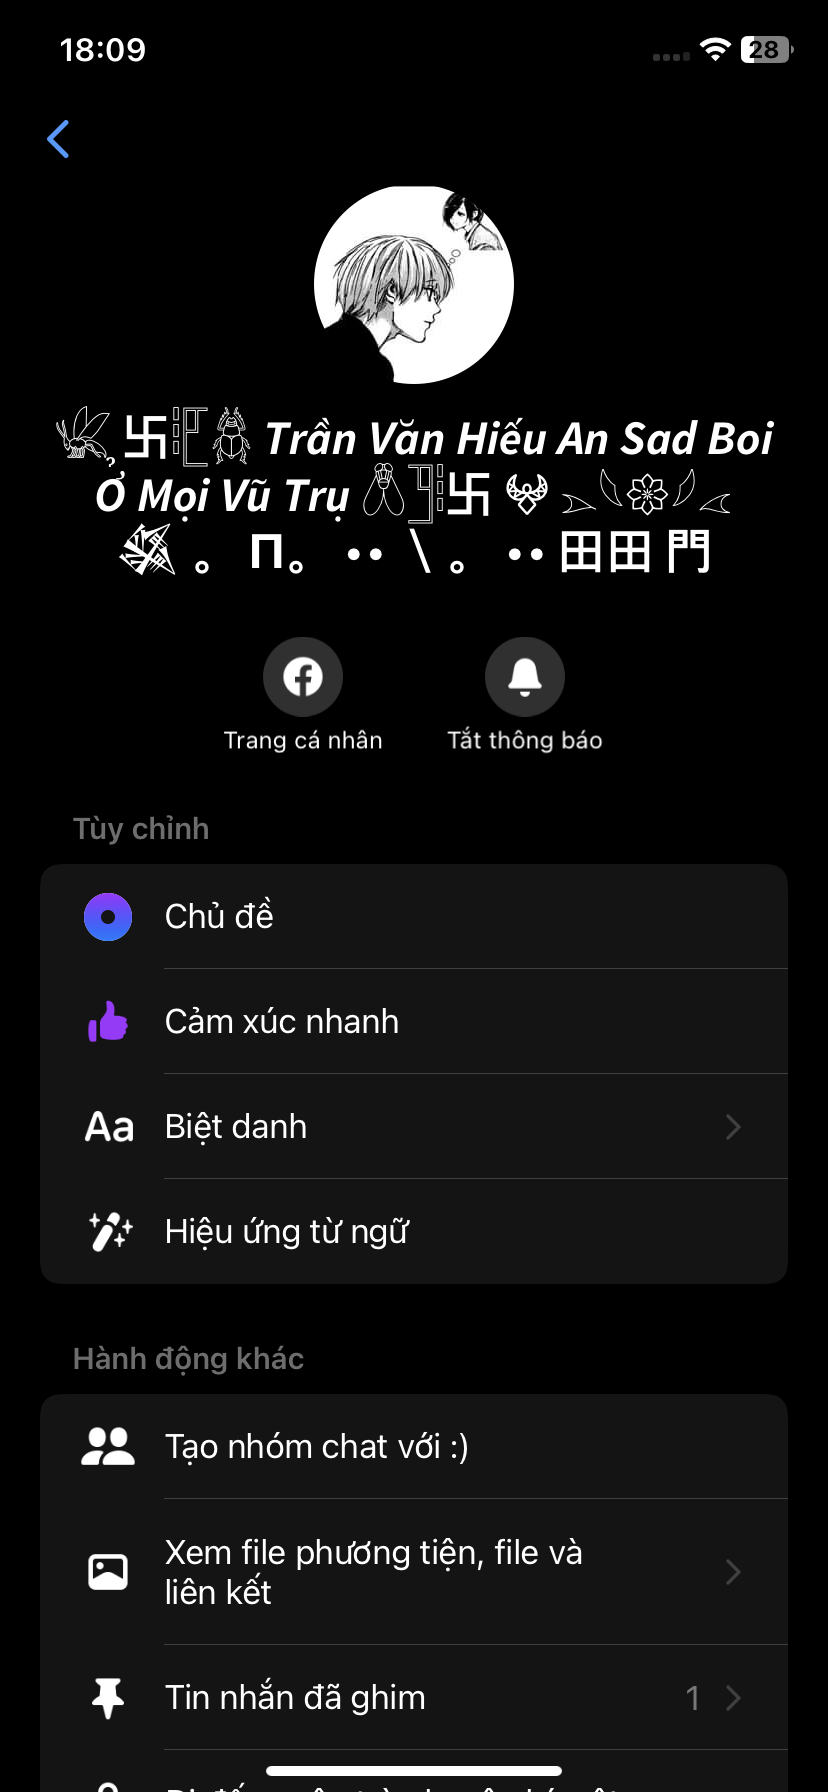 18:09
28
卐 Trần Văn Hiếu An Sad Boi
Ở Mọi Vũ Trụ 卐
。 п。 •• \ 。 •• 田田 門
Trang cá nhân
Tắt thông báo
Tùy chỉnh
Chủ đề
Cảm xúc nhanh
Aa Biệt danh
Hiệu ứng từ ngữ
Hành động khác
Tạo nhóm chat với :)
Xem file phương tiện, file và
liên kết
Tin nhắn đã ghim 1